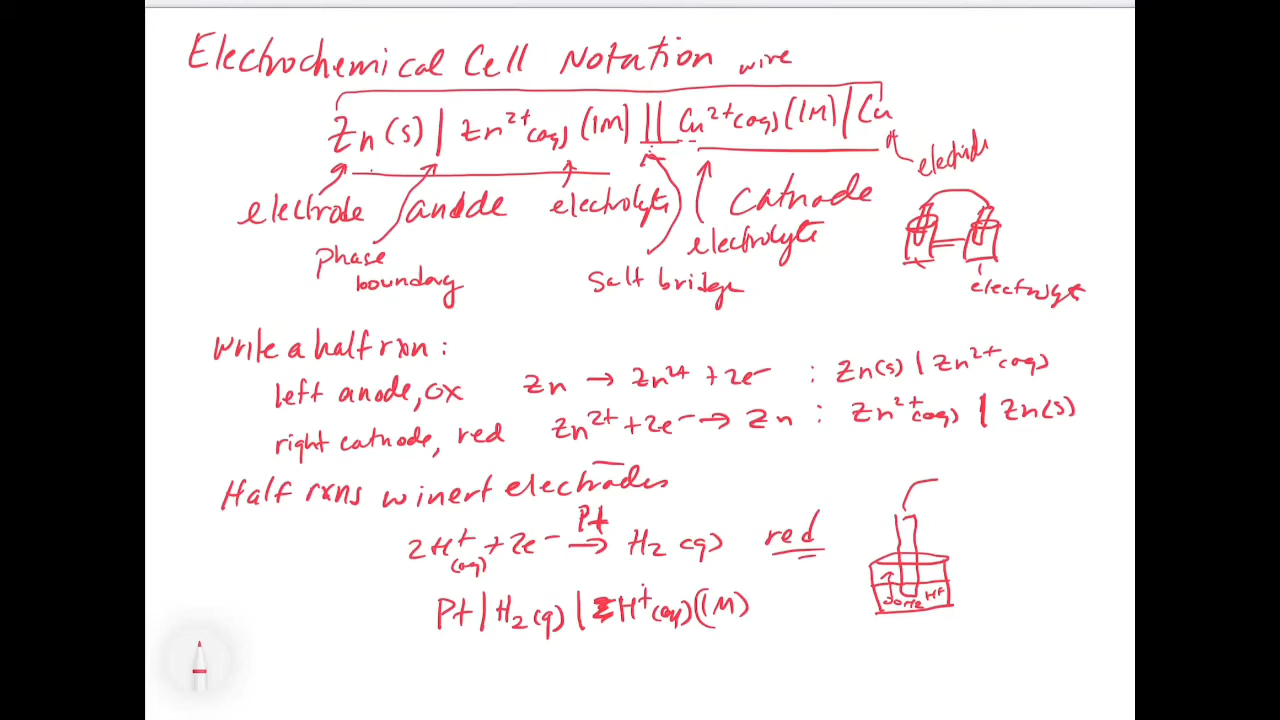 Electrochemical Cell Notation wire
Zn(s) | Zn²⁺(aq) (1M) || Cu²⁺(aq) (1M) | Cu
electrode
electrode anode electrolyte cathode
electrolyte
phase
boundary
salt bridge
electrolyte
Write a half rxn:
left anode, ox Zn → Zn²⁺ + 2e⁻ : Zn(s) | Zn²⁺(aq)
right cathode, red Zn²⁺ + 2e⁻ → Zn : Zn²⁺(aq) | Zn(s)
Half rxns w inert electrodes
Pt
2H⁺(aq) + 2e⁻ → H₂(g) red
Pt | H₂(g) | H⁺(aq) (1M)
H⁺